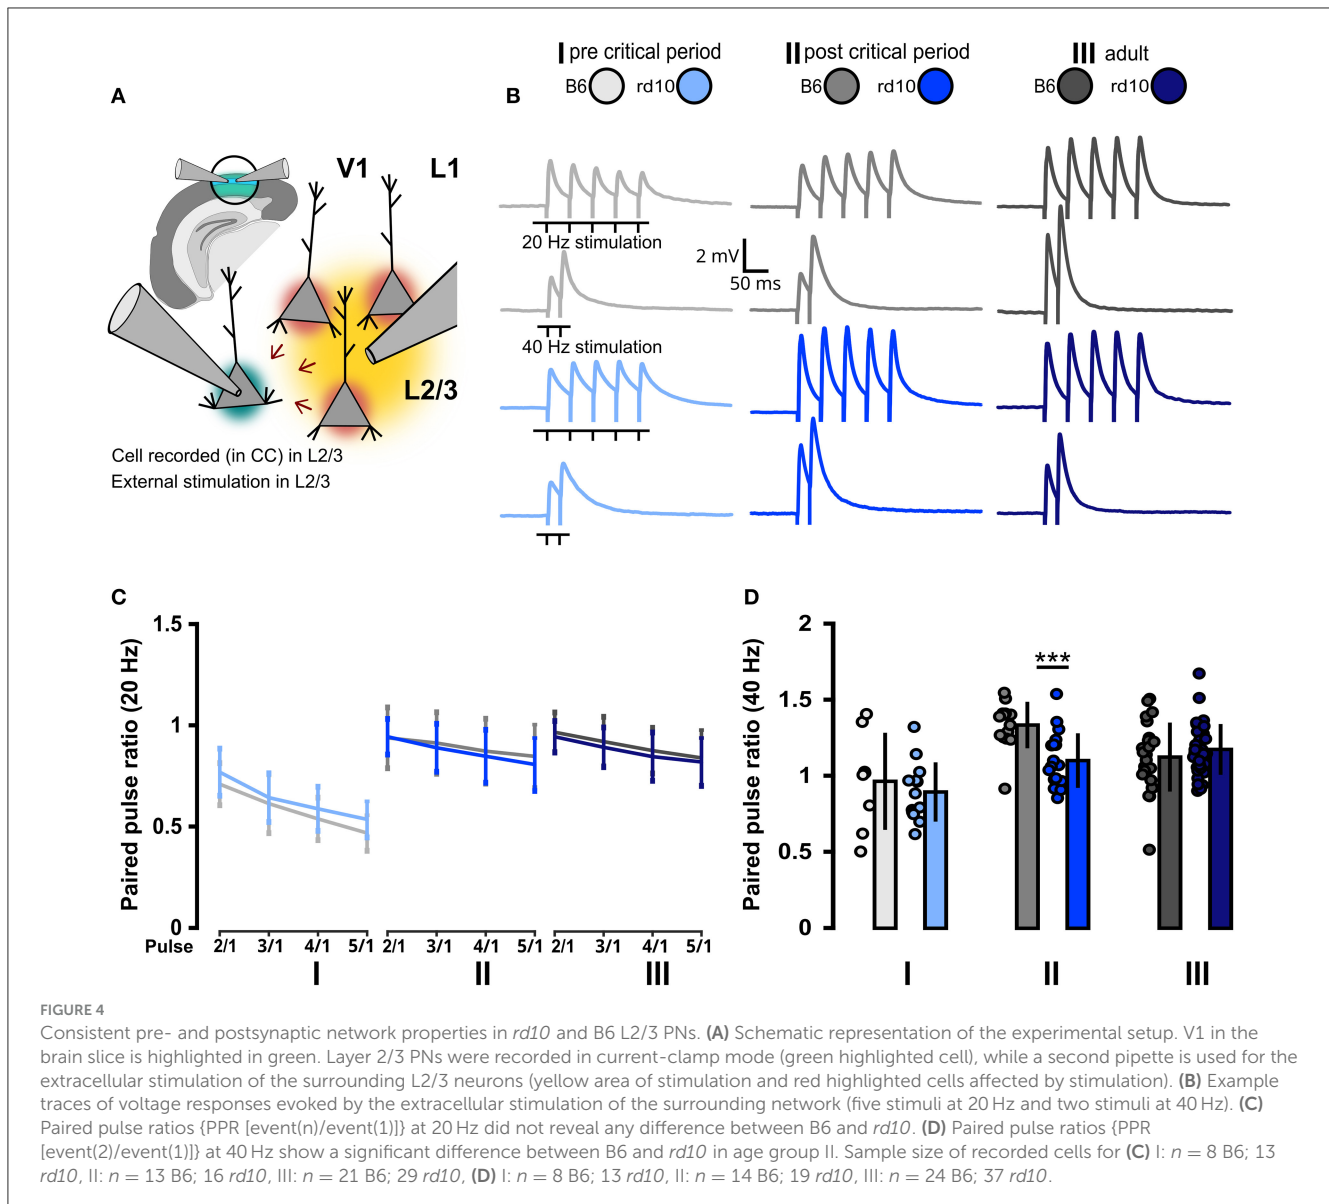 I pre critical period
II post critical period
III adult
B6 rd10
B6 rd10
B6 rd10
A
B
V1
L1
L2/3
Cell recorded (in CC) in L2/3
External stimulation in L2/3
20 Hz stimulation
2 mV
50 ms
40 Hz stimulation
C
Paired pulse ratio (20 Hz)
1.5
1
0.5
0
Pulse
2/1 3/1 4/1 5/1 2/1 3/1 4/1 5/1 2/1 3/1 4/1 5/1
I II III
D
Paired pulse ratio (40 Hz)
2
1.5
1
0.5
0
***
I II III
FIGURE 4
Consistent pre- and postsynaptic network properties in rd10 and B6 L2/3 PNs. (A) Schematic representation of the experimental setup. V1 in the
brain slice is highlighted in green. Layer 2/3 PNs were recorded in current-clamp mode (green highlighted cell), while a second pipette is used for the
extracellular stimulation of the surrounding L2/3 neurons (yellow area of stimulation and red highlighted cells affected by stimulation). (B) Example
traces of voltage responses evoked by the extracellular stimulation of the surrounding network (five stimuli at 20 Hz and two stimuli at 40 Hz). (C)
Paired pulse ratios {PPR [event(n)/event(1)]} at 20 Hz did not reveal any difference between B6 and rd10. (D) Paired pulse ratios {PPR
[event(2)/event(1)]} at 40 Hz show a significant difference between B6 and rd10 in age group II. Sample size of recorded cells for (C) I: n = 8 B6; 13
rd10, II: n = 13 B6; 16 rd10, III: n = 21 B6; 29 rd10, (D) I: n = 8 B6; 13 rd10, II: n = 14 B6; 19 rd10, III: n = 24 B6; 37 rd10.